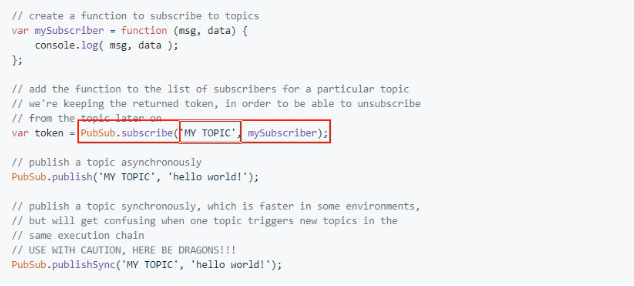 // create a function to subscribe to topics
var mySubscriber = function (msg, data) {
    console.log( msg, data );
};
// add the function to the list of subscribers for a particular topic
// we're keeping the returned token, in order to be able to unsubscribe
// from the topic later on
var token = PubSub.subscribe('MY TOPIC', mySubscriber);
// publish a topic asynchronously
PubSub.publish('MY TOPIC', 'hello world!');
// publish a topic synchronously, which is faster in some environments,
// but will get confusing when one topic triggers new topics in the
// same execution chain
// USE WITH CAUTION, HERE BE DRAGONS!!!
PubSub.publishSync('MY TOPIC', 'hello world!');